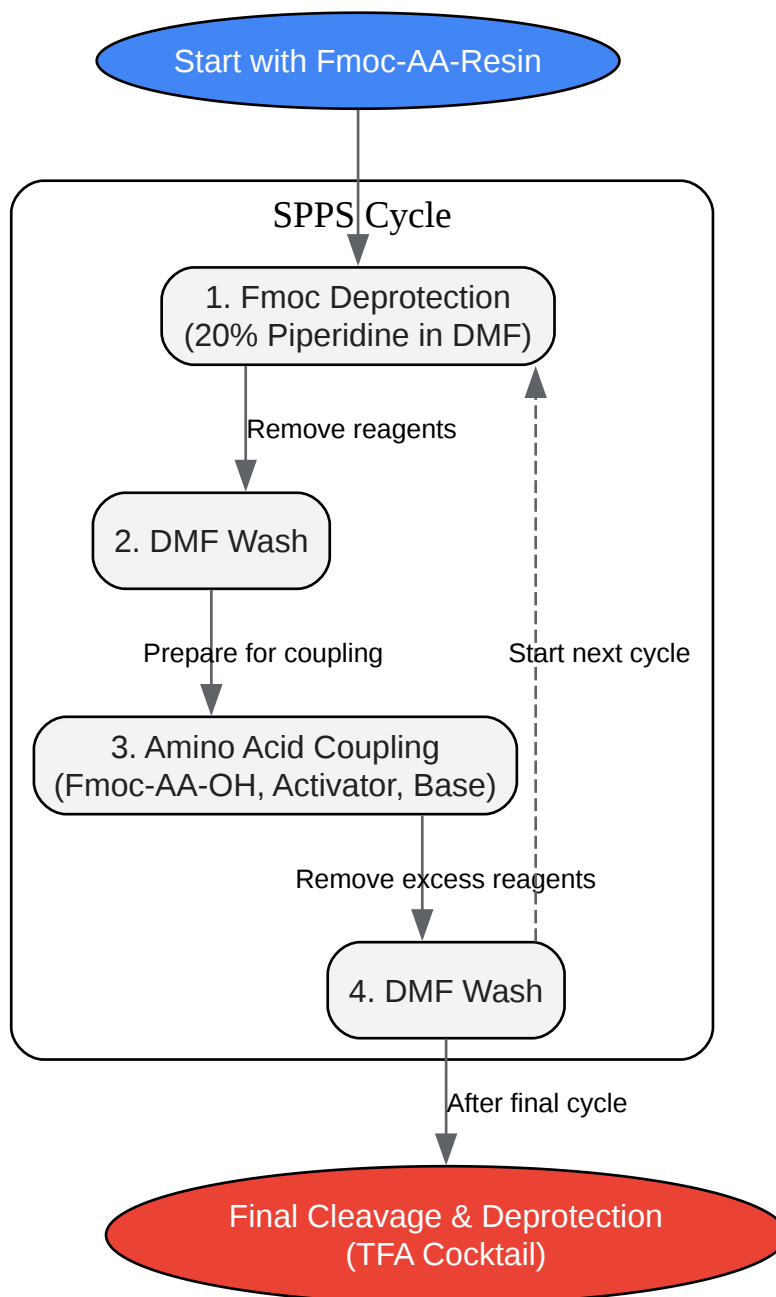 Start with Fmoc-AA-Resin
SPPS Cycle
1. Fmoc Deprotection
(20% Piperidine in DMF)
Remove reagents
2. DMF Wash
Prepare for coupling
Start next cycle
3. Amino Acid Coupling
(Fmoc-AA-OH, Activator, Base)
Remove excess reagents
4. DMF Wash
After final cycle
Final Cleavage & Deprotection
(TFA Cocktail)